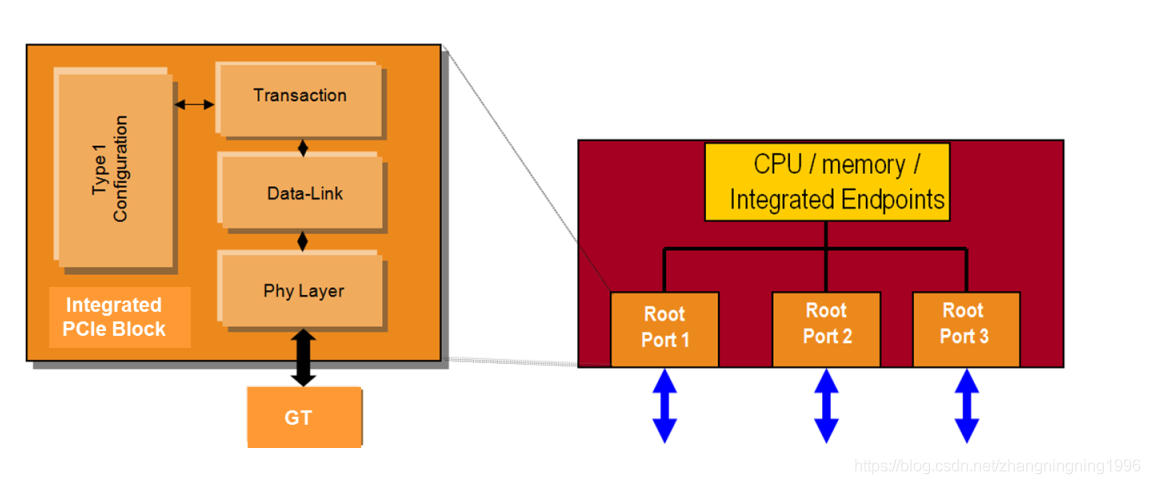 Transaction
Type 1
Configuration
Data-Link
Phy Layer
Integrated
PCIe Block
GT
CPU / memory /
Integrated Endpoints
Root
Port 1
Root
Port 2
Root
Port 3
https://blog.csdn.net/zhangningning1996